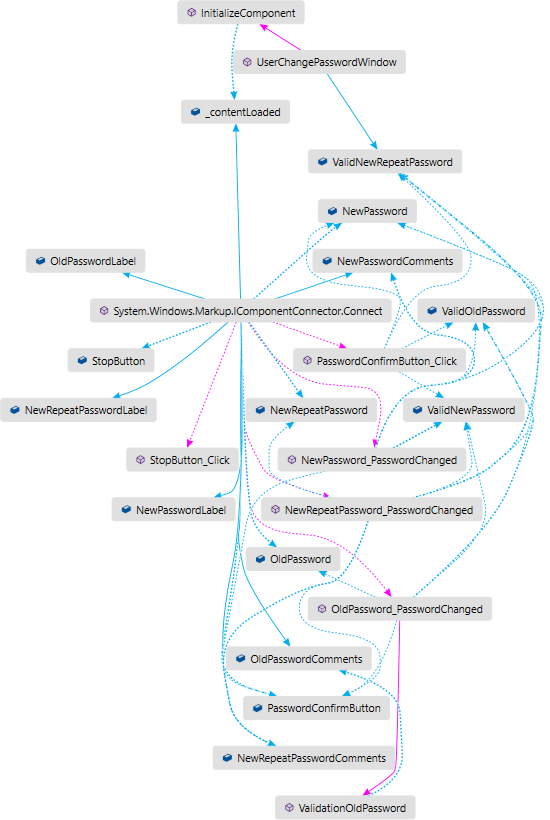 InitializeComponent
UserChangePasswordWindow
_contentLoaded
ValidNewRepeatPassword
NewPassword
OldPasswordLabel
NewPasswordComments
System.Windows.Markup.IComponentConnector.Connect
ValidOldPassword
StopButton
PasswordConfirmButton_Click
NewRepeatPasswordLabel
NewRepeatPassword
ValidNewPassword
StopButton_Click
NewPassword_PasswordChanged
NewPasswordLabel
NewRepeatPassword_PasswordChanged
OldPassword
OldPassword_PasswordChanged
OldPasswordComments
PasswordConfirmButton
NewRepeatPasswordComments
ValidationOldPassword